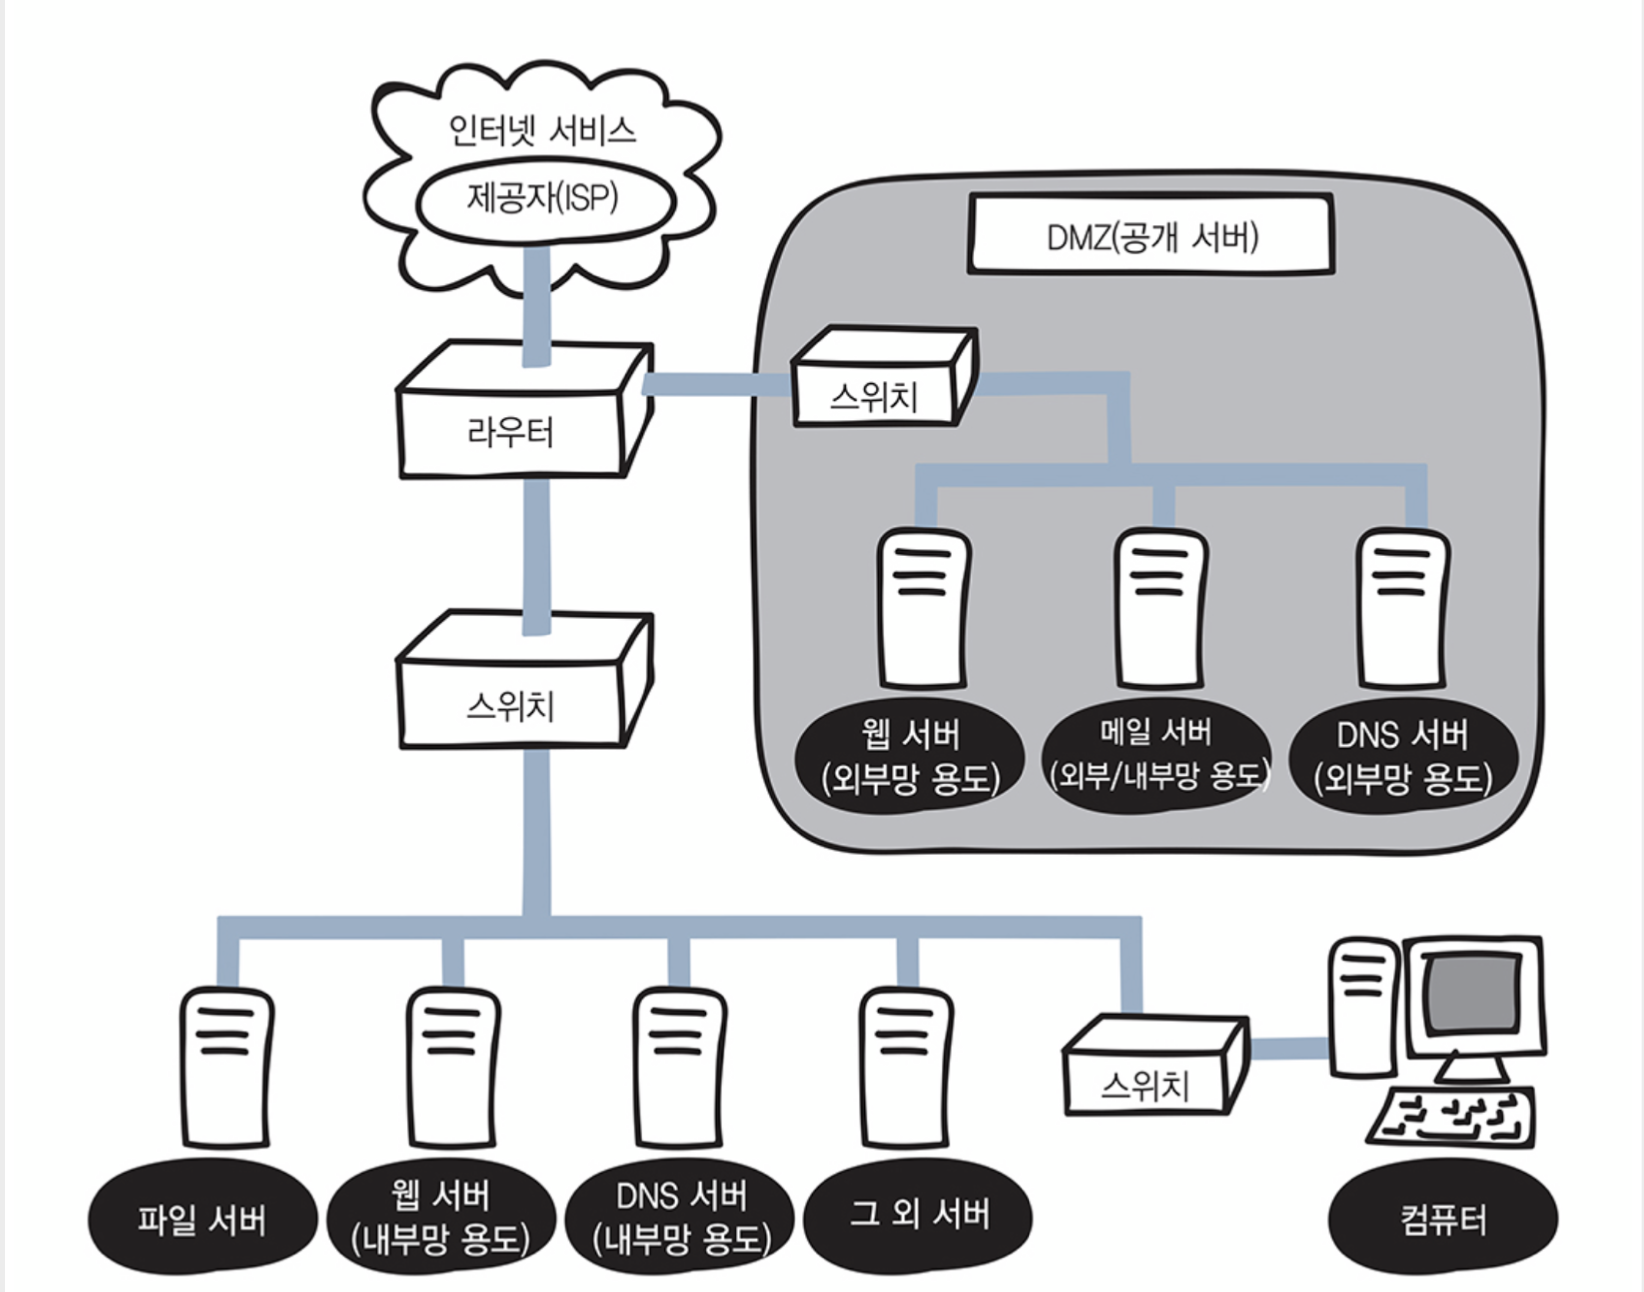 인터넷 서비스
제공자(ISP)
DMZ(공개 서버)
스위치
라우터
스위치
웹 서버
(외부망 용도)
메일 서버
(외부/내부망 용도)
DNS 서버
(외부망 용도)
스위치
파일 서버
웹 서버
(내부망 용도)
DNS 서버
(내부망 용도)
그 외 서버
컴퓨터